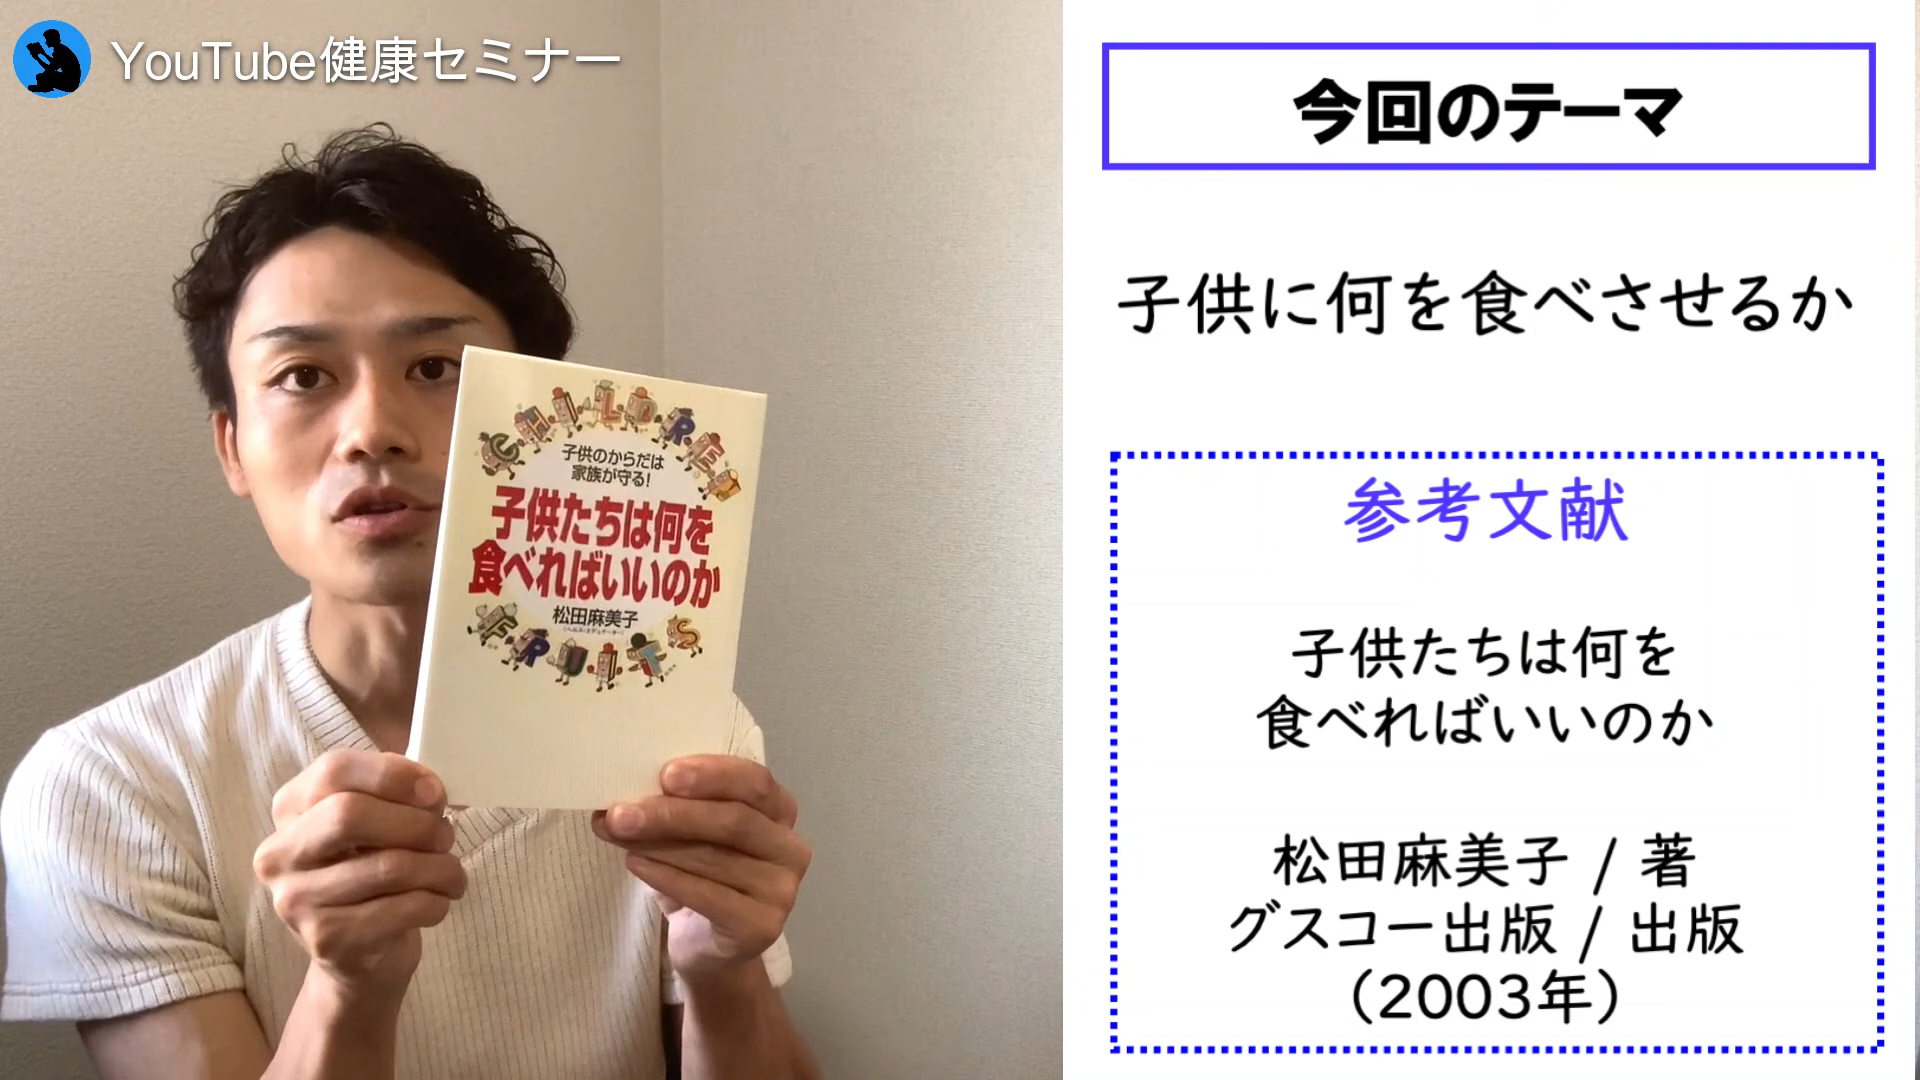 YouTube健康セミナー
CHILDREN
子供のからだは
家族が守る!
子供たちは何を
食べればいいのか
松田麻美子
FRUITS
今回のテーマ
子供に何を食べさせるか
参考文献
子供たちは何を
食べればいいのか
松田麻美子 / 著
グスコー出版 / 出版
(2003年)